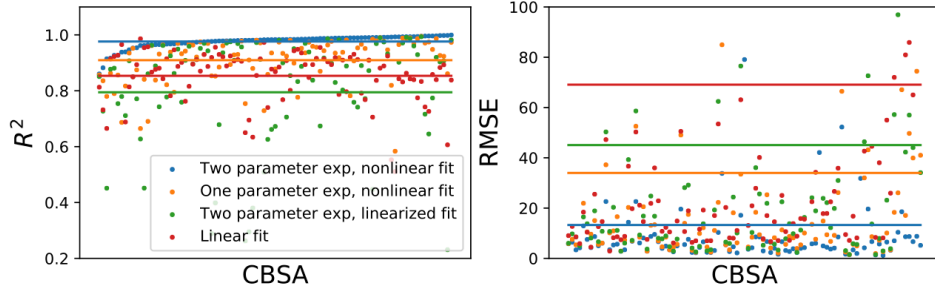 1.0
0.8
0.6
0.4
0.2
R²
CBSA
Two parameter exp, nonlinear fit
One parameter exp, nonlinear fit
Two parameter exp, linearized fit
Linear fit
100
80
60
40
20
0
RMSE
CBSA